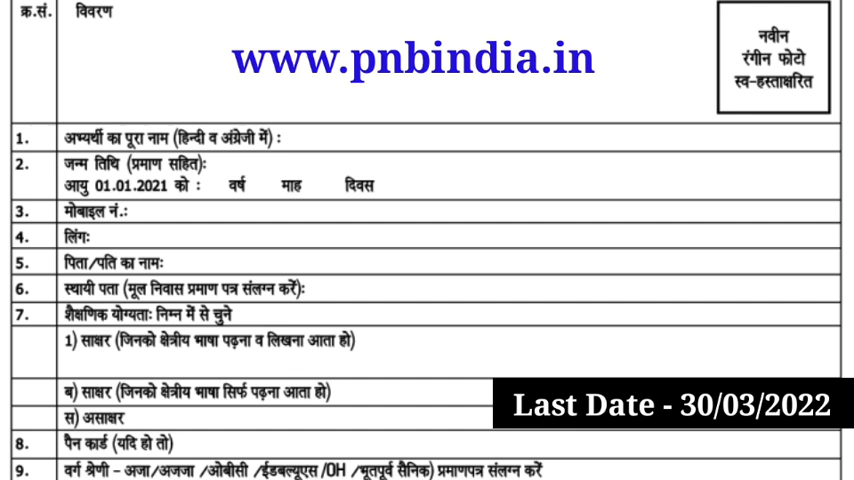 क्र.सं. विवरण
www.pnbindia.in
नवीन
रंगीन फोटो
स्व-हस्ताक्षरित
1. अभ्यर्थी का पूरा नाम (हिन्दी व अंग्रेजी में) :
2. जन्म तिथि (प्रमाण सहित):
आयु 01.01.2021 को : वर्ष माह दिवस
3. मोबाइल नं.:
4. लिंगः
5. पिता/पति का नामः
6. स्थायी पता (मूल निवास प्रमाण पत्र संलग्न करें):
7. शैक्षणिक योग्यताः निम्न में से चुने
1) साक्षर (जिनको क्षेत्रीय भाषा पढ़ना व लिखना आता हो)
ब) साक्षर (जिनको क्षेत्रीय भाषा सिर्फ पढ़ना आता हो)
Last Date - 30/03/2022
स) असाक्षर
8. पैन कार्ड (यदि हो तो)
9. वर्ग श्रेणी - अजा/अजजा /ओबीसी /ईडबल्यूएस /OH /भूतपूर्व सैनिक) प्रमाणपत्र संलग्न करें